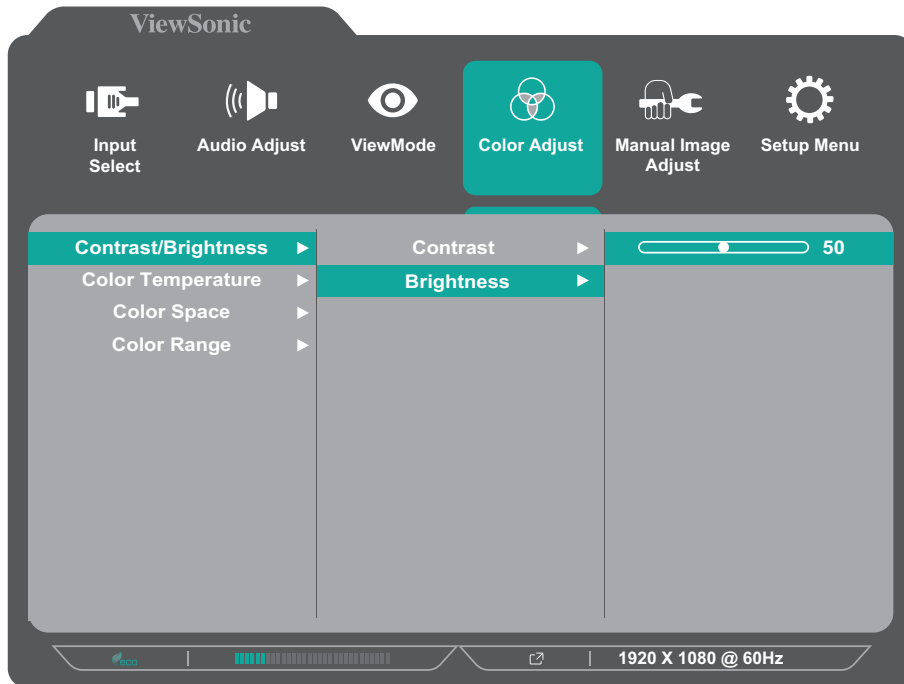 ViewSonic
Input
Select
Audio Adjust
ViewMode
Color Adjust
Manual Image
Adjust
Setup Menu
Contrast/Brightness
Contrast
50
Color Temperature
Brightness
Color Space
Color Range
eco
1920 X 1080 @ 60Hz